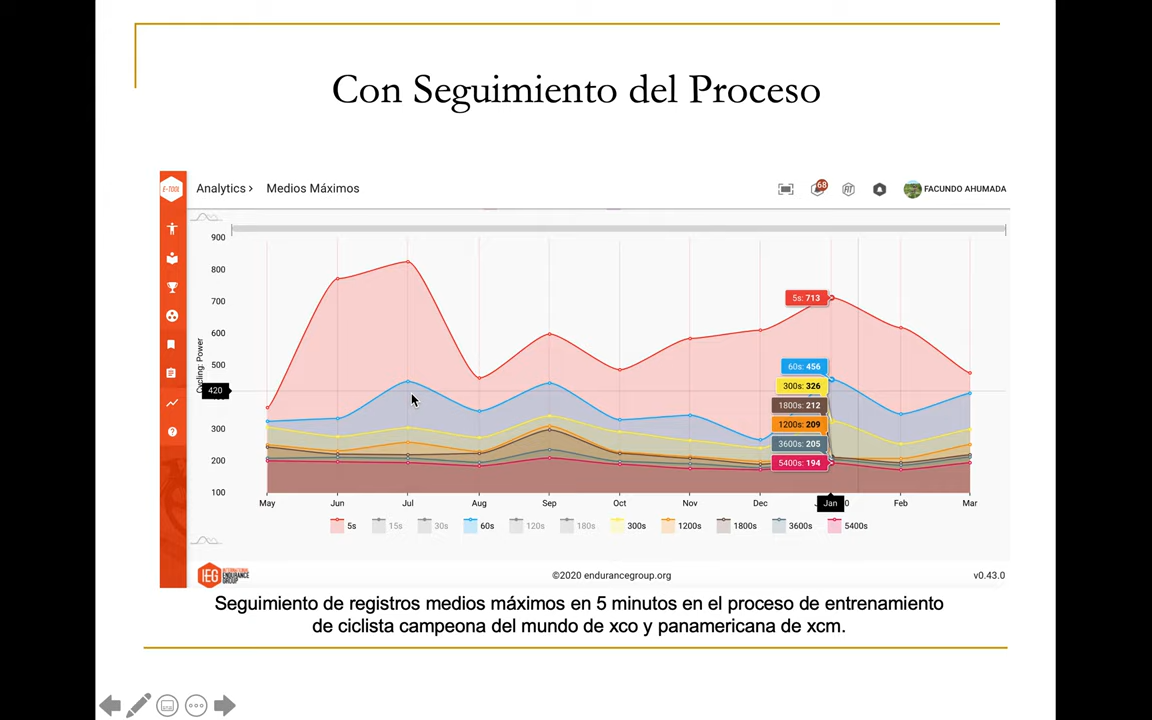 Con Seguimiento del Proceso
E-TOOL
Analytics > Medios Máximos
68
FACUNDO AHUMADA
900
800
700
600
500
300
200
100
Cycling: Power
420
5s: 713
60s: 456
300s: 326
1800s: 212
1200s: 209
3600s: 205
5400s: 194
May Jun Jul Aug Sep Oct Nov Dec Jan Feb Mar
5s 15s 30s 60s 120s 180s 300s 1200s 1800s 3600s 5400s
IEG INTERNATIONAL ENDURANCE GROUP
©2020 endurancegroup.org
v0.43.0
Seguimiento de registros medios máximos en 5 minutos en el proceso de entrenamiento
de ciclista campeona del mundo de xco y panamericana de xcm.